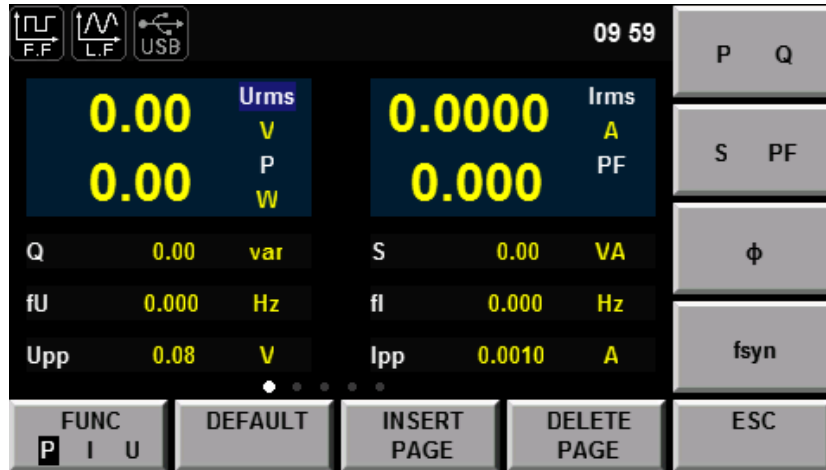 F.F L.F USB 09 59
P Q
0.00 Urms V 0.0000 Irms A
0.00 P W 0.000 PF
S PF
Q 0.00 var S 0.00 VA
ϕ
fU 0.000 Hz fI 0.000 Hz
Upp 0.08 V Ipp 0.0010 A
fsyn
FUNC
P I U
DEFAULT
INSERT
PAGE
DELETE
PAGE
ESC